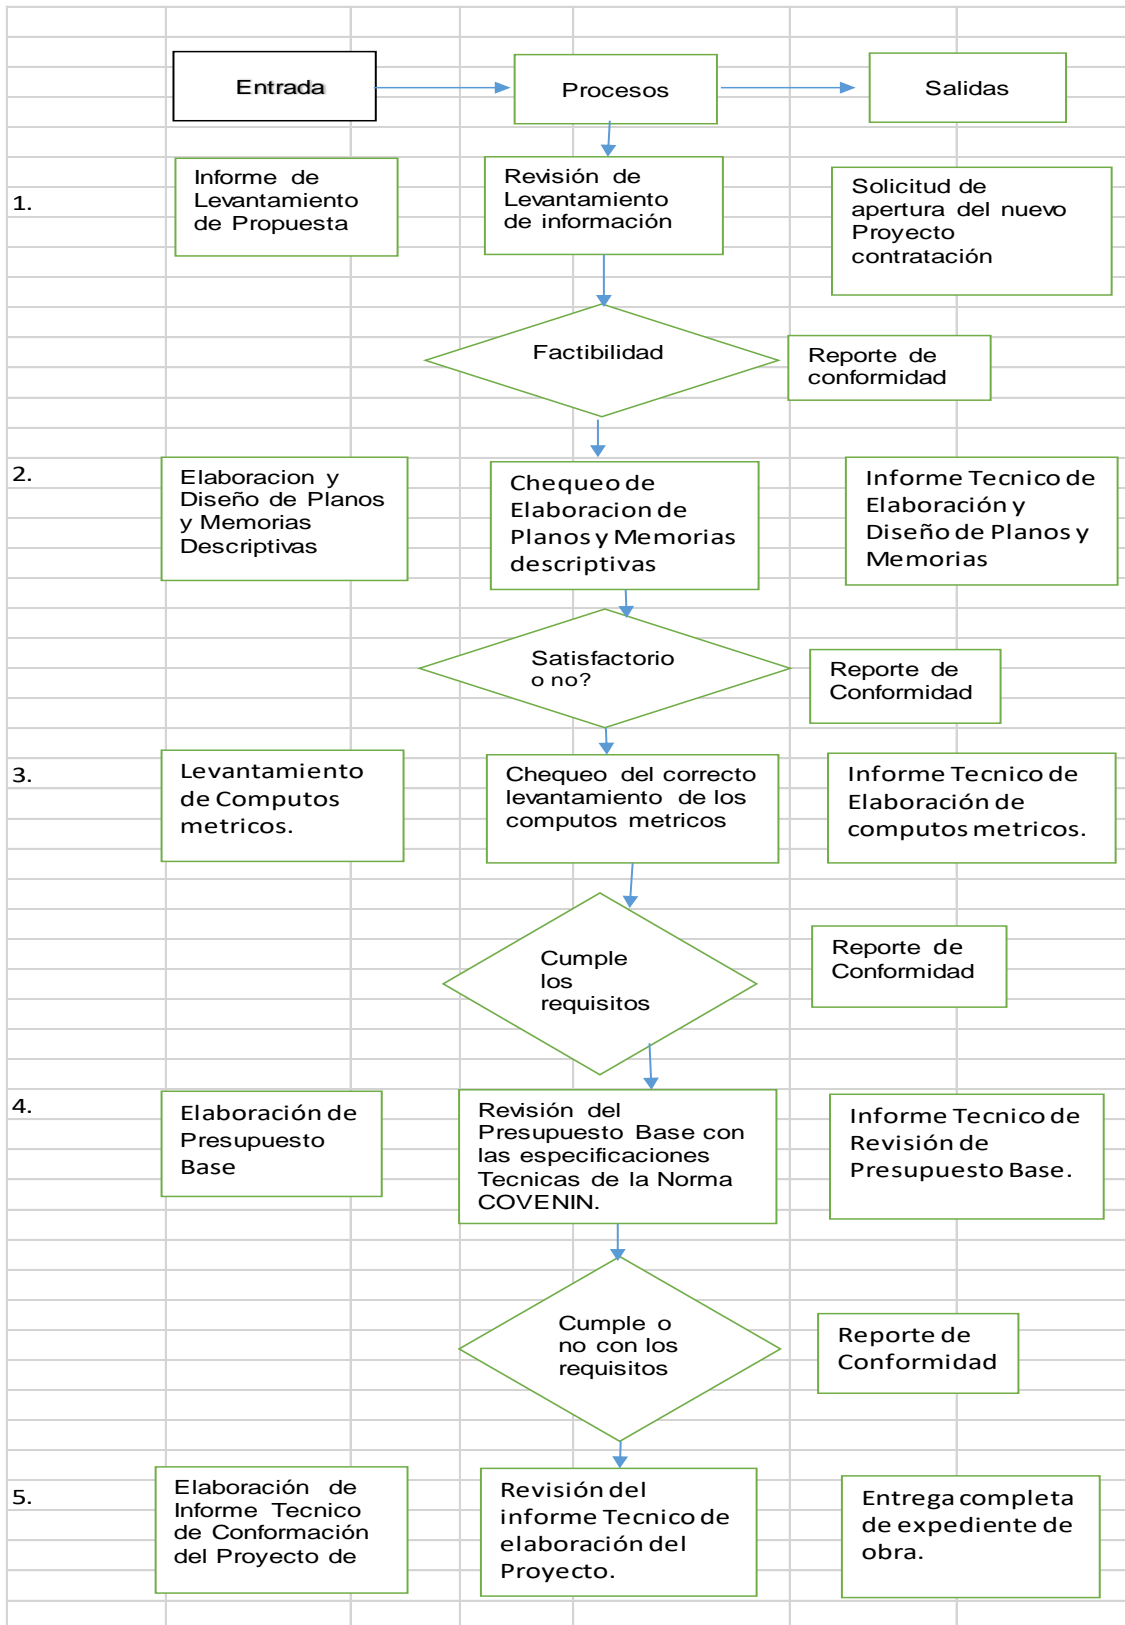 Entrada
Procesos
Salidas
1.
Informe de
Levantamiento
de Propuesta
Revisión de
Levantamiento
de información
Solicitud de
apertura del nuevo
Proyecto
contratación
Factibilidad
Reporte de
conformidad
2.
Elaboracion y
Diseño de Planos
y Memorias
Descriptivas
Chequeo de
Elaboracion de
Planos y Memorias
descriptivas
Informe Tecnico de
Elaboración y
Diseño de Planos y
Memorias
Satisfactorio
o no?
Reporte de
Conformidad
3.
Levantamiento
de Computos
metricos.
Chequeo del correcto
levantamiento de los
computos metricos
Informe Tecnico de
Elaboración de
computos metricos.
Cumple
los
requisitos
Reporte de
Conformidad
4.
Elaboración de
Presupuesto
Base
Revisión del
Presupuesto Base con
las especificaciones
Tecnicas de la Norma
COVENIN.
Informe Tecnico de
Revisión de
Presupuesto Base.
Cumple o
no con los
requisitos
Reporte de
Conformidad
5.
Elaboración de
Informe Tecnico
de Conformación
del Proyecto de
Revisión del
informe Tecnico de
elaboración del
Proyecto.
Entrega completa
de expediente de
obra.